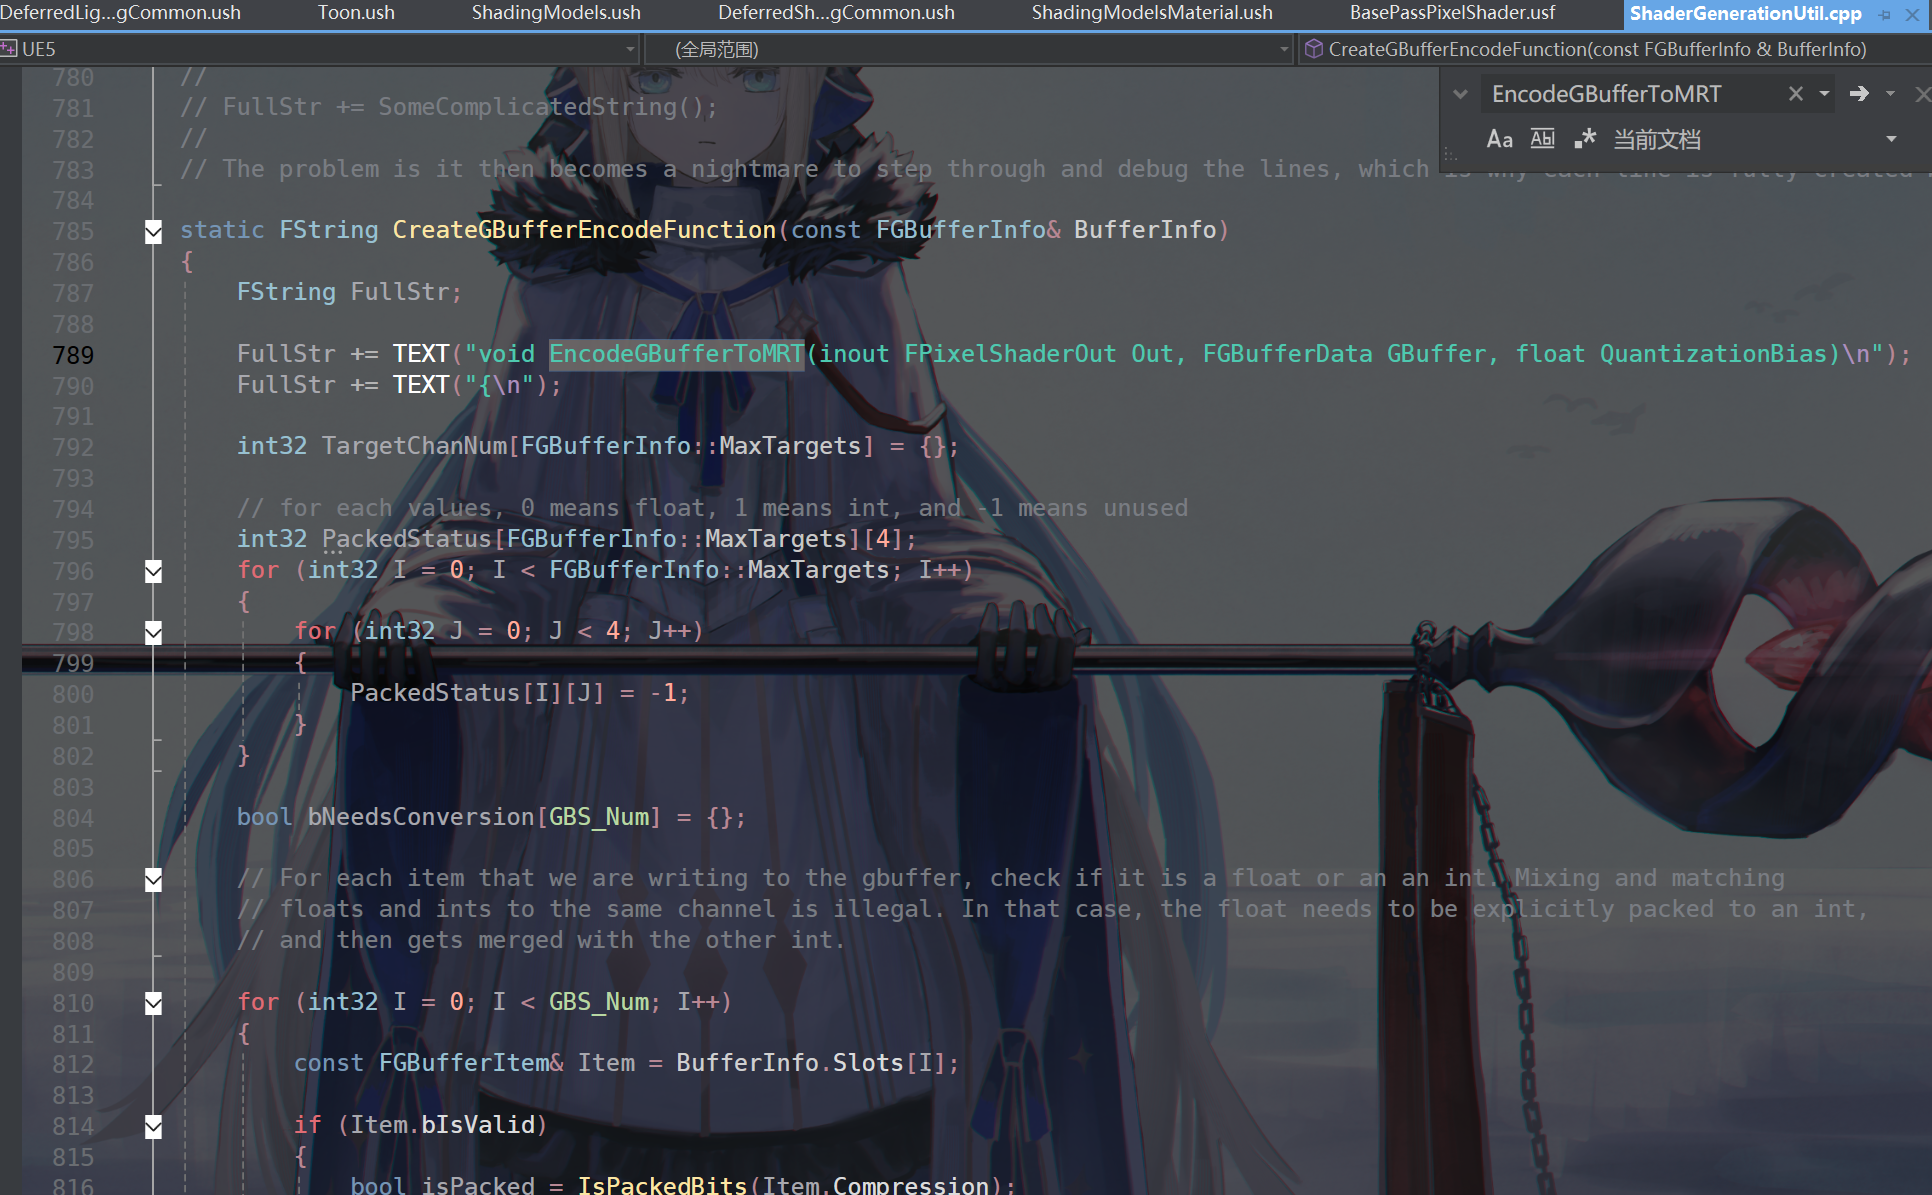 DeferredLig...gCommon.ush Toon.ush ShadingModels.ush DeferredSh...gCommon.ush ShadingModelsMaterial.ush BasePassPixelShader.usf ShaderGenerationUtil.cpp
UE5 (全局范围) CreateGBufferEncodeFunction(const FGBufferInfo & BufferInfo)
EncodeGBufferToMRT
Aa Abl .* 当前文档
780 //
781 // FullStr += SomeComplicatedString();
782 //
783 // The problem is it then becomes a nightmare to step through and debug the lines, which is why each line is fully created
784
785 static FString CreateGBufferEncodeFunction(const FGBufferInfo& BufferInfo)
786 {
787 FString FullStr;
788
789 FullStr += TEXT("void EncodeGBufferToMRT(inout FPixelShaderOut Out, FGBufferData GBuffer, float QuantizationBias)\n");
790 FullStr += TEXT("{\n");
791
792 int32 TargetChanNum[FGBufferInfo::MaxTargets] = {};
793
794 // for each values, 0 means float, 1 means int, and -1 means unused
795 int32 PackedStatus[FGBufferInfo::MaxTargets][4];
796 for (int32 I = 0; I < FGBufferInfo::MaxTargets; I++)
797 {
798 for (int32 J = 0; J < 4; J++)
799 {
800 PackedStatus[I][J] = -1;
801 }
802 }
803
804 bool bNeedsConversion[GBS_Num] = {};
805
806 // For each item that we are writing to the gbuffer, check if it is a float or an an int. Mixing and matching
807 // floats and ints to the same channel is illegal. In that case, the float needs to be explicitly packed to an int,
808 // and then gets merged with the other int.
809
810 for (int32 I = 0; I < GBS_Num; I++)
811 {
812 const FGBufferItem& Item = BufferInfo.Slots[I];
813
814 if (Item.bIsValid)
815 {
816 bool isPacked = IsPackedBits(Item.Compression);